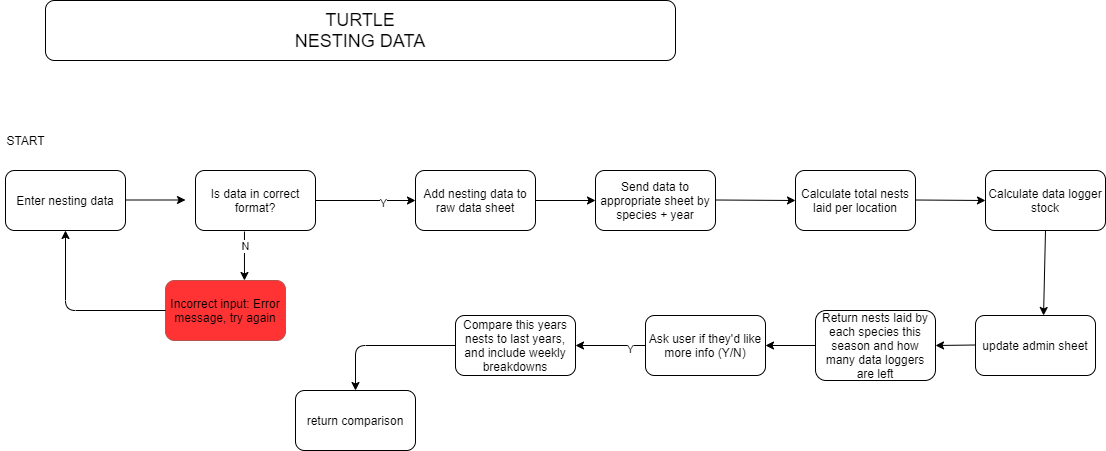 TURTLE
NESTING DATA
START
Enter nesting data
Is data in correct
format?
Y
Add nesting data to
raw data sheet
Send data to
appropriate sheet by
species + year
Calculate total nests
laid per location
Calculate data logger
stock
N
Incorrect input: Error
message, try again
update admin sheet
Return nests laid by
each species this
season and how
many data loggers
are left
Ask user if they'd like
more info (Y/N)
Y
Compare this years
nests to last years,
and include weekly
breakdowns
return comparison